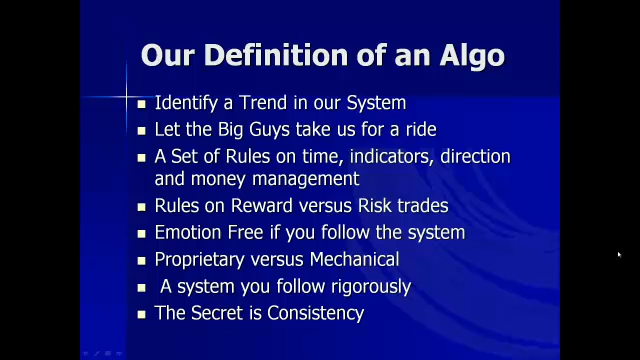 Our Definition of an Algo
Identify a Trend in our System
Let the Big Guys take us for a ride
A Set of Rules on time, indicators, direction
and money management
Rules on Reward versus Risk trades
Emotion Free if you follow the system
Proprietary versus Mechanical
A system you follow rigorously
The Secret is Consistency